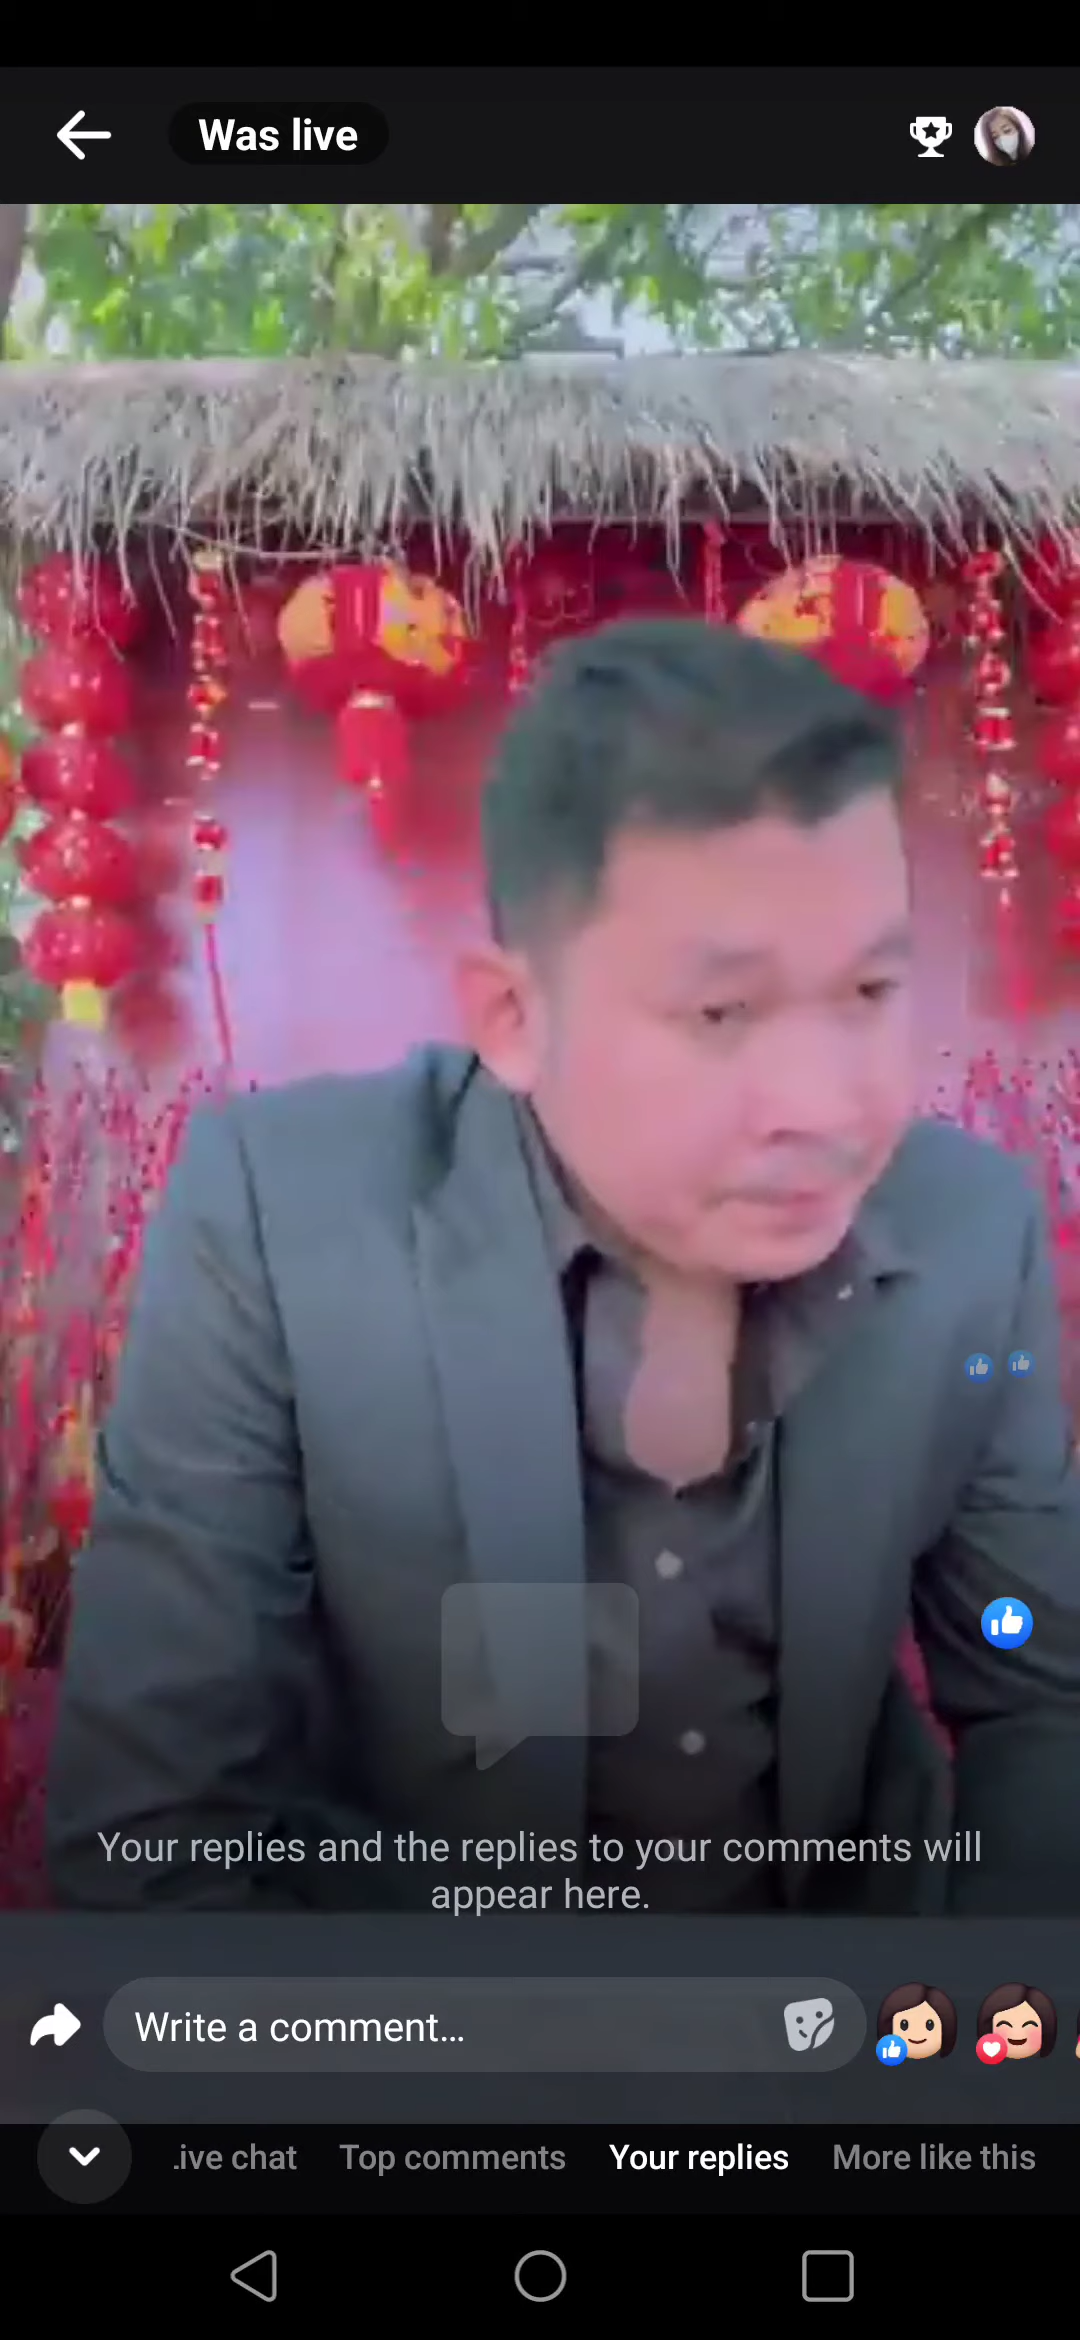 Was live
Your replies and the replies to your comments will
appear here.
Write a comment...
.ive chat Top comments Your replies More like this